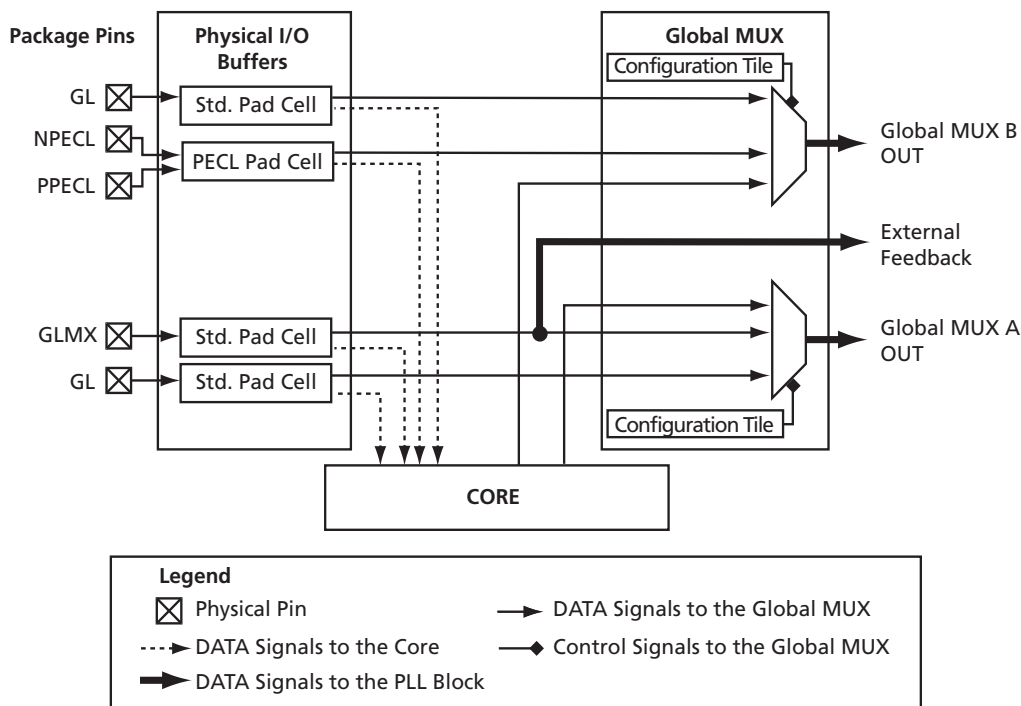 Package Pins
Physical I/O
Buffers
Global MUX
Configuration Tile
GL
Std. Pad Cell
NPECL
PECL Pad Cell
PPECL
Global MUX B
OUT
External
Feedback
GLMX
Std. Pad Cell
Global MUX A
OUT
GL
Std. Pad Cell
Configuration Tile
CORE
Legend
Physical Pin
DATA Signals to the Global MUX
DATA Signals to the Core
Control Signals to the Global MUX
DATA Signals to the PLL Block